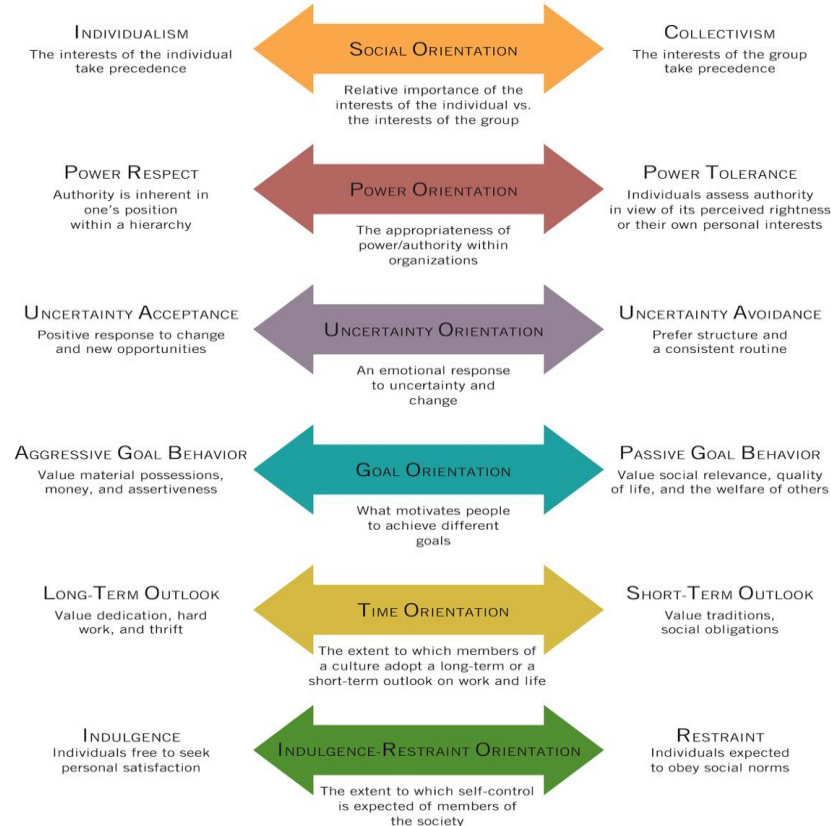 INDIVIDUALISM
The interests of the individual
take precedence
SOCIAL ORIENTATION
Relative importance of the
interests of the individual vs.
the interests of the group
COLLECTIVISM
The interests of the group
take precedence
POWER RESPECT
Authority is inherent in
one's position
within a hierarchy
POWER ORIENTATION
The appropriateness of
power/authority within
organizations
POWER TOLERANCE
Individuals assess authority
in view of its perceived rightness
or their own personal interests
UNCERTAINTY ACCEPTANCE
Positive response to change
and new opportunities
UNCERTAINTY ORIENTATION
An emotional response
to uncertainty and
change
UNCERTAINTY AVOIDANCE
Prefer structure and
a consistent routine
AGGRESSIVE GOAL BEHAVIOR
Value material possessions,
money, and assertiveness
GOAL ORIENTATION
What motivates people
to achieve different
goals
PASSIVE GOAL BEHAVIOR
Value social relevance, quality
of life, and the welfare of others
LONG-TERM OUTLOOK
Value dedication, hard
work, and thrift
TIME ORIENTATION
The extent to which members of
a culture adopt a long-term or a
short-term outlook on work and life
SHORT-TERM OUTLOOK
Value traditions,
social obligations
INDULGENCE
Individuals free to seek
personal satisfaction
INDULGENCE-RESTRAINT ORIENTATION
The extent to which self-control
is expected of members of
the society
RESTRAINT
Individuals expected
to obey social norms